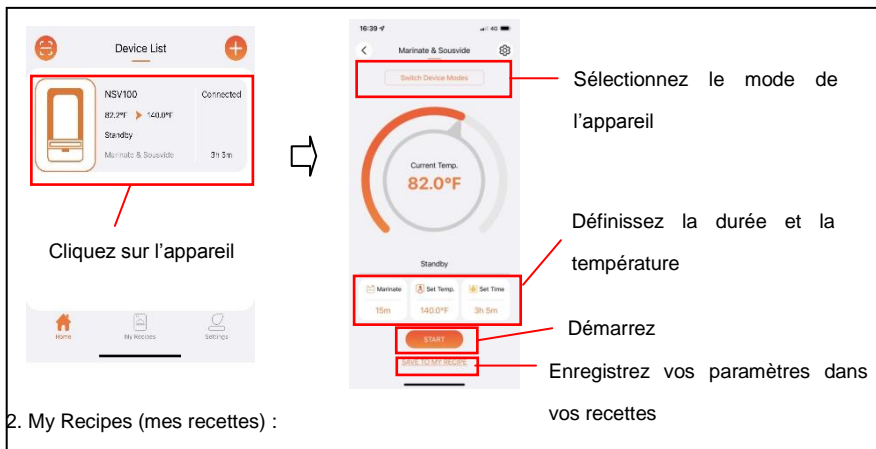 Device List
NSV100
Connected
82.2°F 140.0°F
Standby
Marinate & Sousvide
3h 5m
Cliquez sur l'appareil
Home
My Recipes
Settings
16:39
4G
Marinate & Sousvide
Switch Device Modes
Current Temp.
82.0°F
Standby
Marinate
Set Temp.
Set Time
15m
140.0°F
3h 5m
START
SAVE TO MY RECIPE
Sélectionnez le mode de
l'appareil
Définissez la durée et la
température
Démarrez
Enregistrez vos paramètres dans
vos recettes
2. My Recipes (mes recettes) :